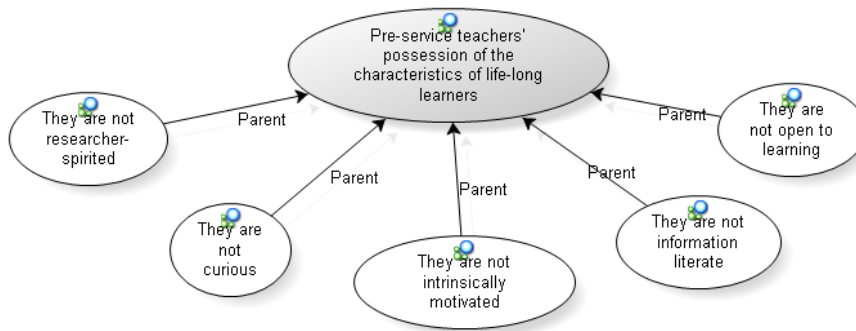 Pre-service teachers'
possession of the
characteristics of life-long
learners
They are not
researcher-
spirited
Parent
They are
not
curious
Parent
They are not
intrinsically
motivated
Parent
They are not
information
literate
Parent
They are
not open to
learning
Parent